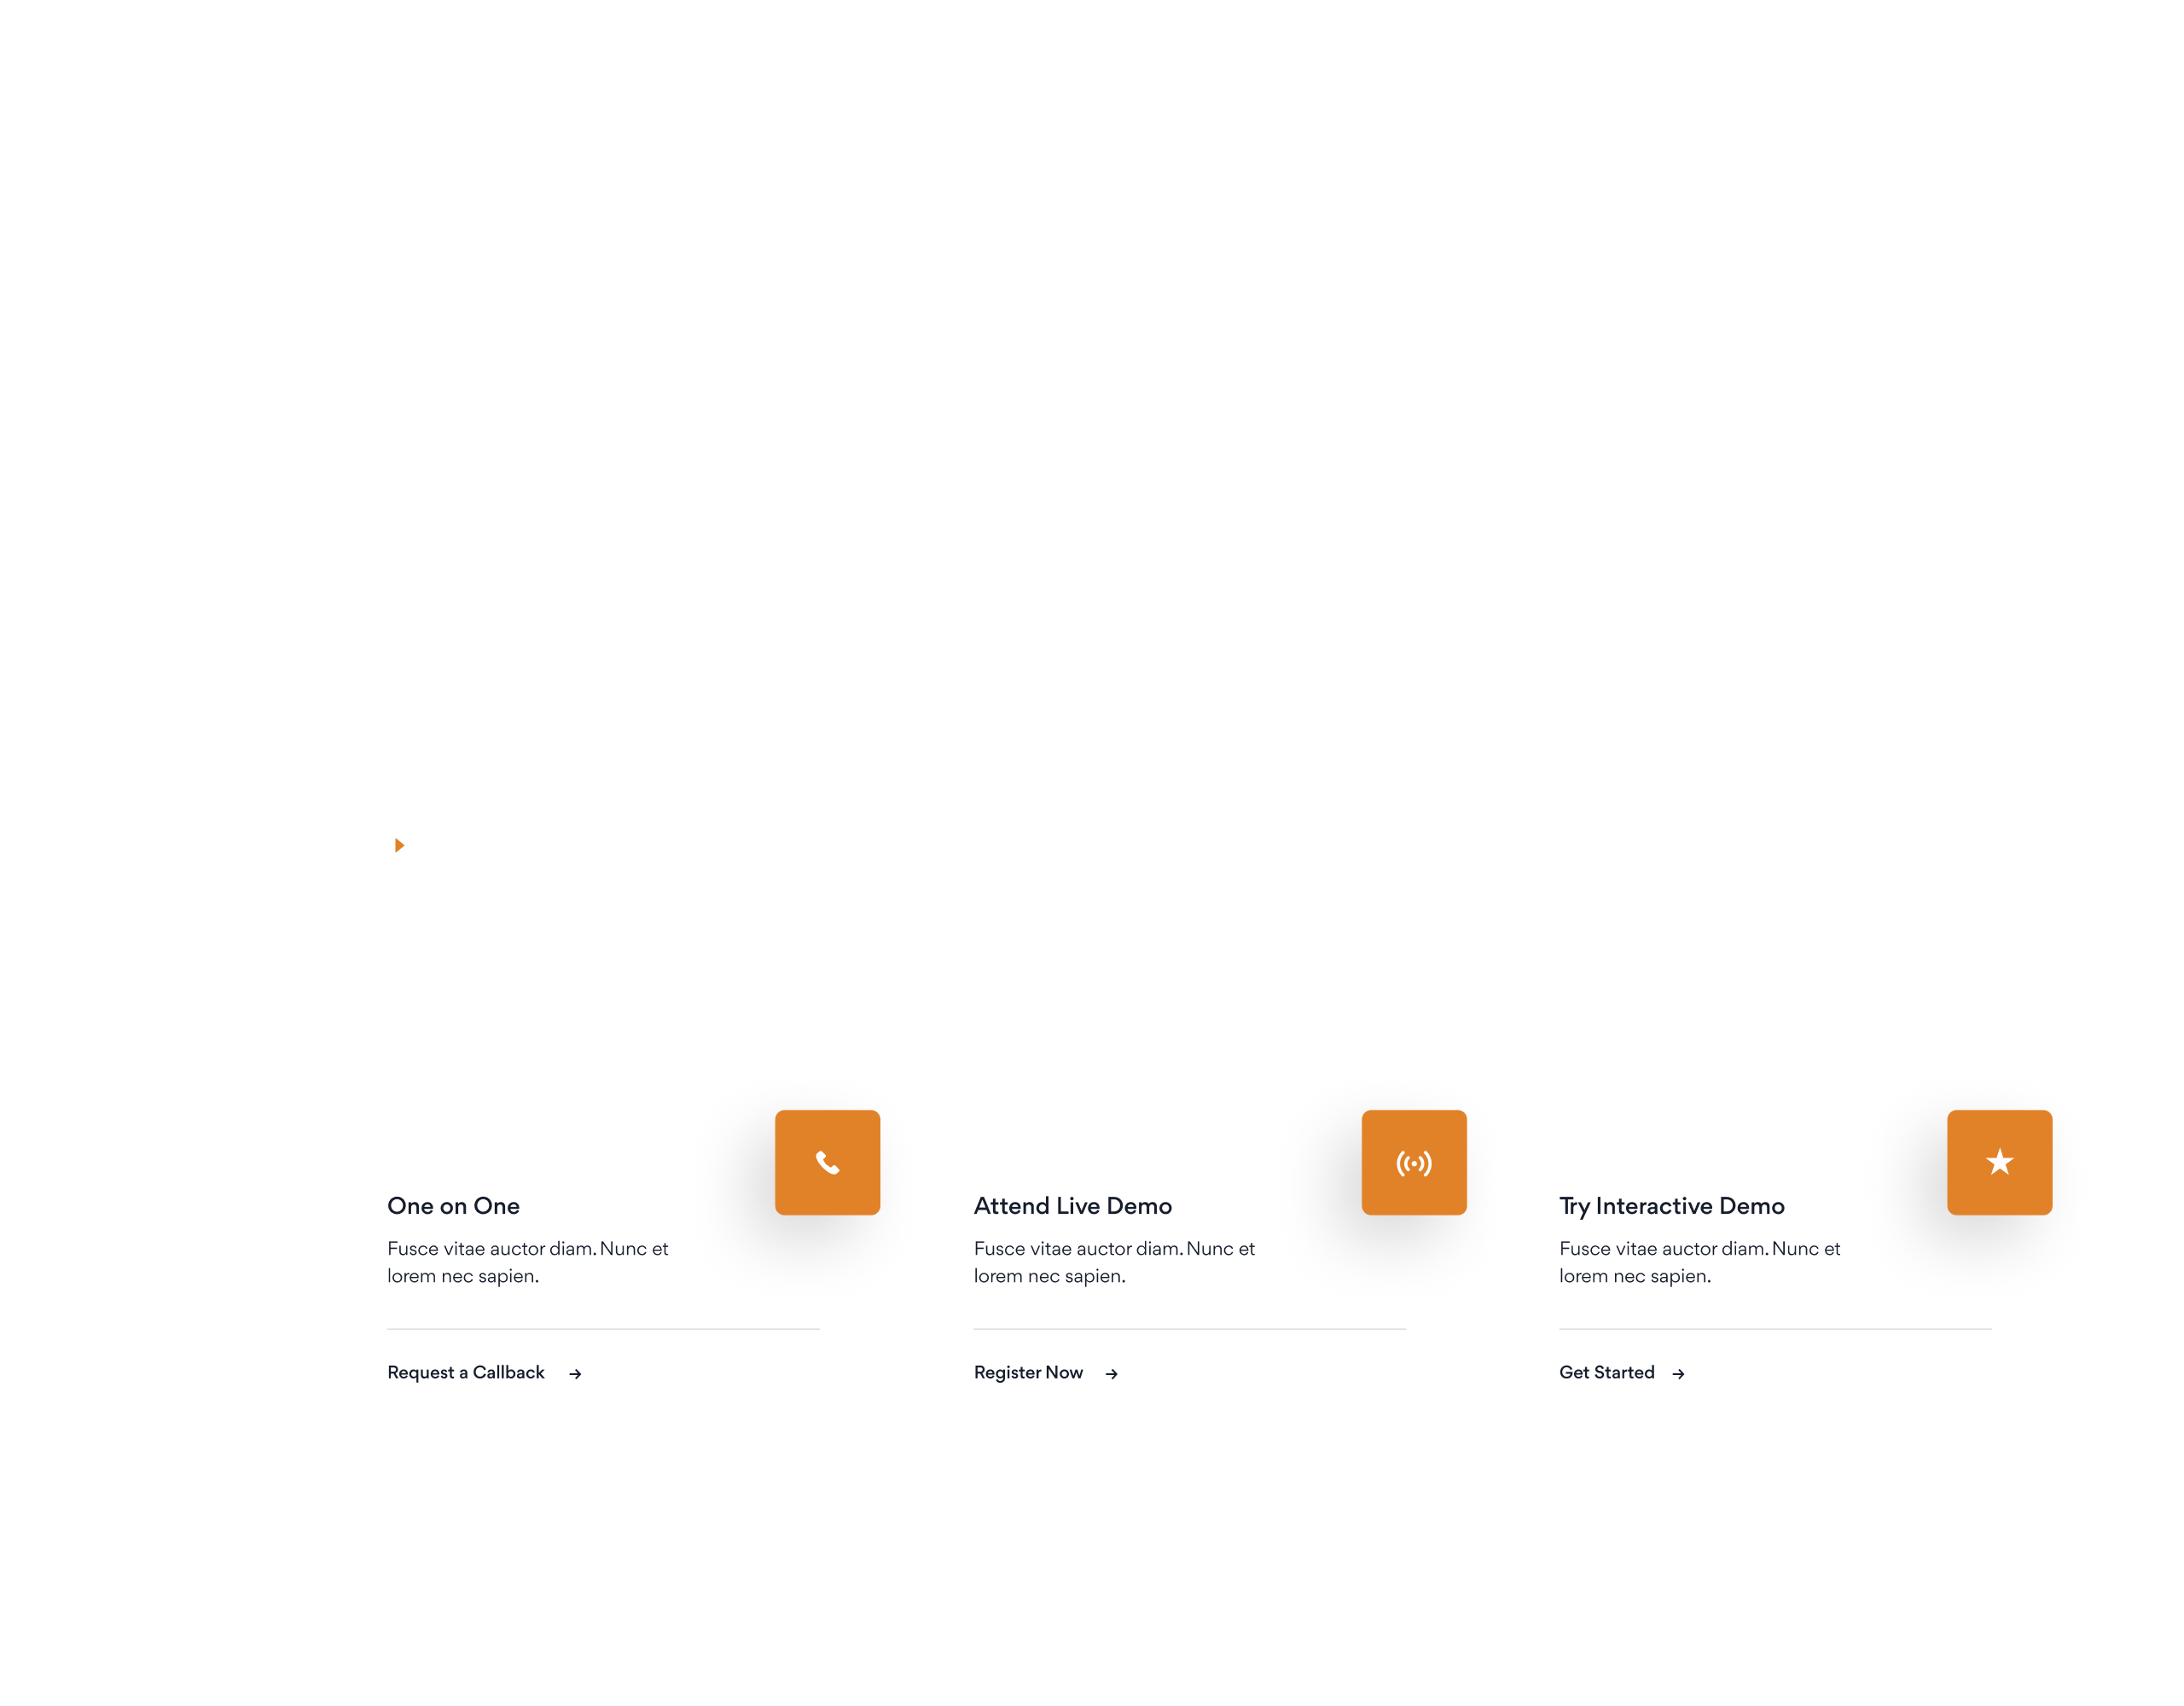 One on One
Fusce vitae auctor diam. Nunc et
lorem nec sapien.
Request a Callback
Attend Live Demo
Fusce vitae auctor diam. Nunc et
lorem nec sapien.
Register Now
Try Interactive Demo
Fusce vitae auctor diam. Nunc et
lorem nec sapien.
Get Started